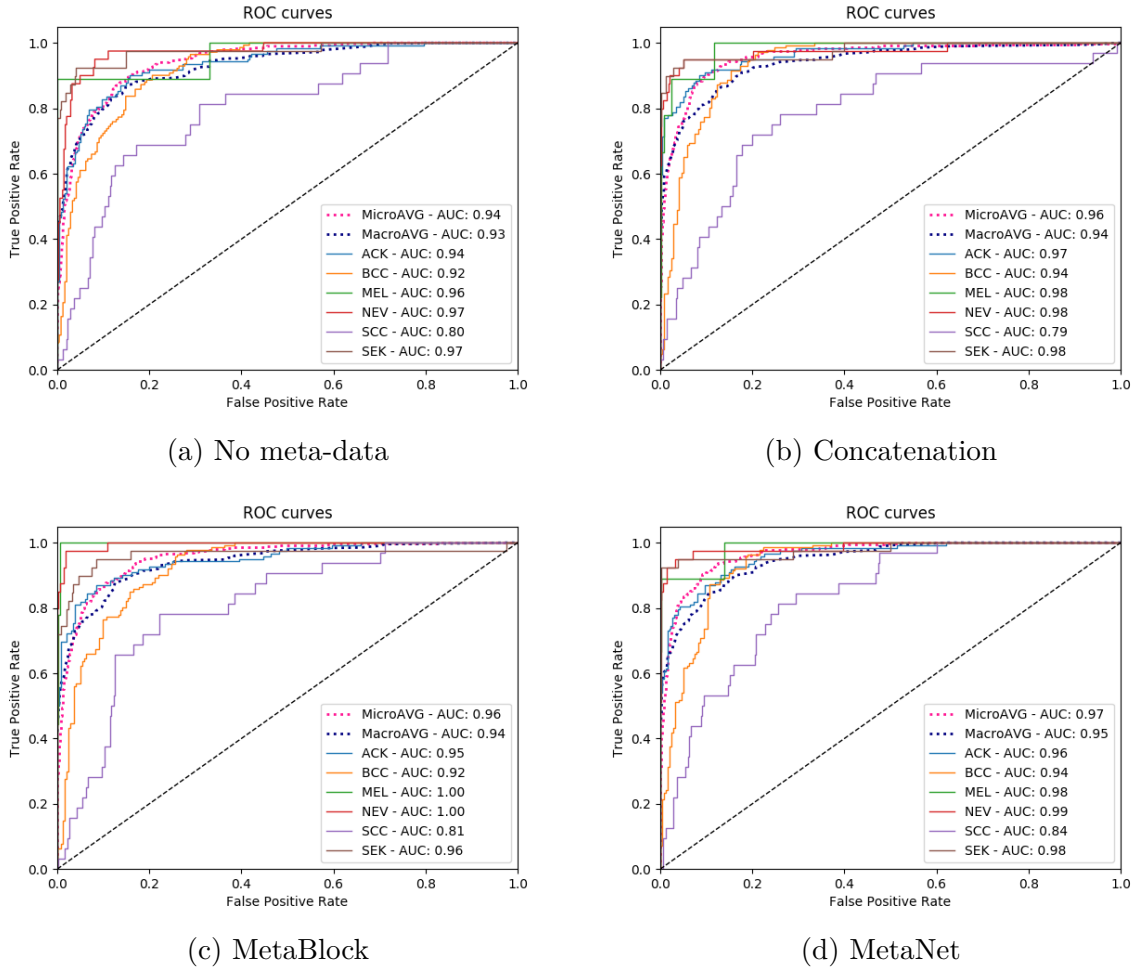 ROC curves
1.0
0.8
0.6
0.4
0.2
0.0
True Positive Rate
MicroAVG - AUC: 0.94
MacroAVG - AUC: 0.93
ACK - AUC: 0.94
BCC - AUC: 0.92
MEL - AUC: 0.96
NEV - AUC: 0.97
SCC - AUC: 0.80
SEK - AUC: 0.97
0.0 0.2 0.4 0.6 0.8 1.0
False Positive Rate
(a) No meta-data
ROC curves
1.0
0.8
0.6
0.4
0.2
0.0
True Positive Rate
MicroAVG - AUC: 0.96
MacroAVG - AUC: 0.94
ACK - AUC: 0.97
BCC - AUC: 0.94
MEL - AUC: 0.98
NEV - AUC: 0.98
SCC - AUC: 0.79
SEK - AUC: 0.98
0.0 0.2 0.4 0.6 0.8 1.0
False Positive Rate
(b) Concatenation
ROC curves
1.0
0.8
0.6
0.4
0.2
0.0
True Positive Rate
MicroAVG - AUC: 0.96
MacroAVG - AUC: 0.94
ACK - AUC: 0.95
BCC - AUC: 0.92
MEL - AUC: 1.00
NEV - AUC: 1.00
SCC - AUC: 0.81
SEK - AUC: 0.96
0.0 0.2 0.4 0.6 0.8 1.0
False Positive Rate
(c) MetaBlock
ROC curves
1.0
0.8
0.6
0.4
0.2
0.0
True Positive Rate
MicroAVG - AUC: 0.97
MacroAVG - AUC: 0.95
ACK - AUC: 0.96
BCC - AUC: 0.94
MEL - AUC: 0.98
NEV - AUC: 0.99
SCC - AUC: 0.84
SEK - AUC: 0.98
0.0 0.2 0.4 0.6 0.8 1.0
False Positive Rate
(d) MetaNet